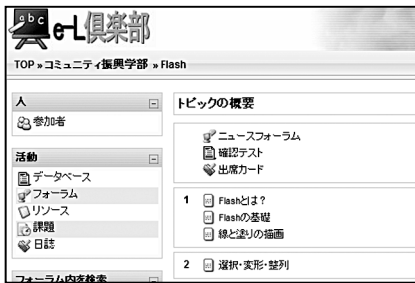 abc
e-L倶楽部
TOP » コミュニティ振興学部 » Flash
人
参加者
活動
データベース
フォーラム
リソース
課題
日誌
フォーラム内を検索
トピックの概要
ニュースフォーラム
確認テスト
出席カード
1 Flashとは?
Flashの基礎
線と塗りの描画
2 選択・変形・整列